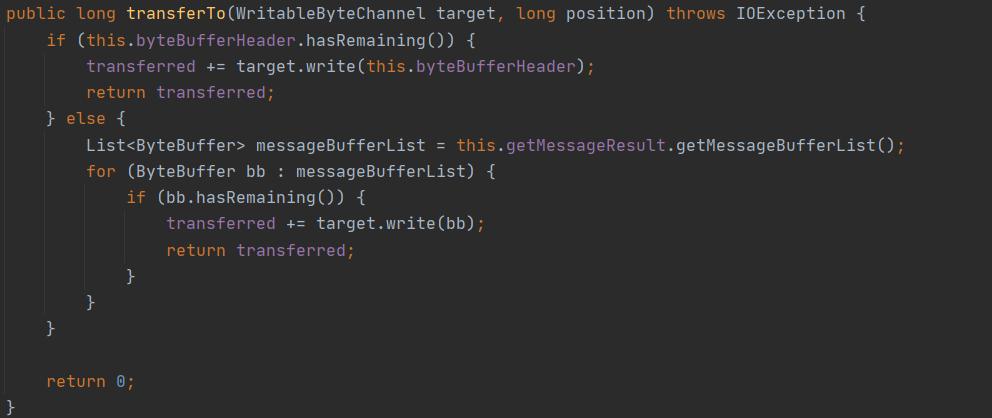 public long transferTo(WritableByteChannel target, long position) throws IOException {
    if (this.byteBufferHeader.hasRemaining()) {
        transferred += target.write(this.byteBufferHeader);
        return transferred;
    } else {
        List<ByteBuffer> messageBufferList = this.getMessageResult.getMessageBufferList();
        for (ByteBuffer bb : messageBufferList) {
            if (bb.hasRemaining()) {
                transferred += target.write(bb);
                return transferred;
            }
        }
    }

    return 0;
}